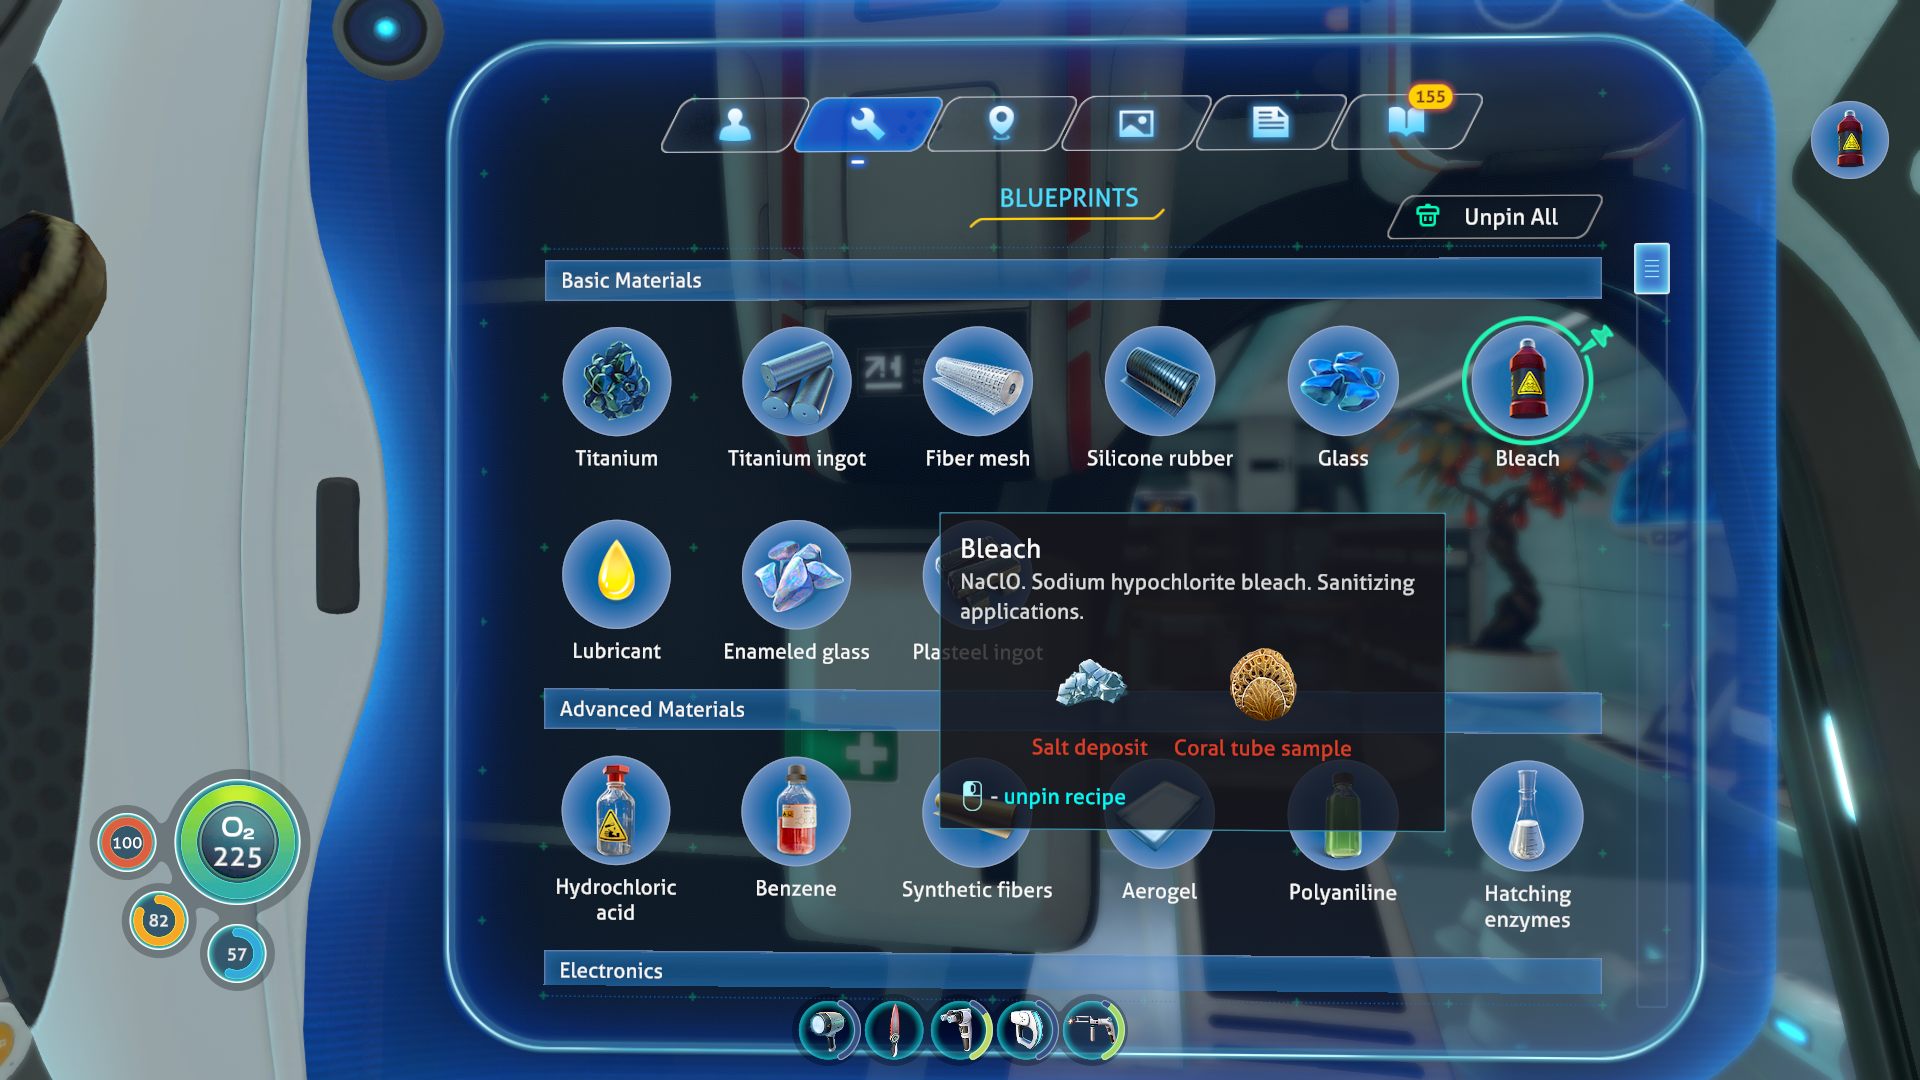 155
BLUEPRINTS
Unpin All
Basic Materials
Titanium
Titanium ingot
Fiber mesh
Silicone rubber
Glass
Bleach
Lubricant
Enameled glass
Plasteel ingot
Bleach
NaClO. Sodium hypochlorite bleach. Sanitizing
applications.
Salt deposit
Coral tube sample
- unpin recipe
Advanced Materials
Hydrochloric
acid
Benzene
Synthetic fibers
Aerogel
Polyaniline
Hatching
enzymes
Electronics
O₂
225
100
82
57